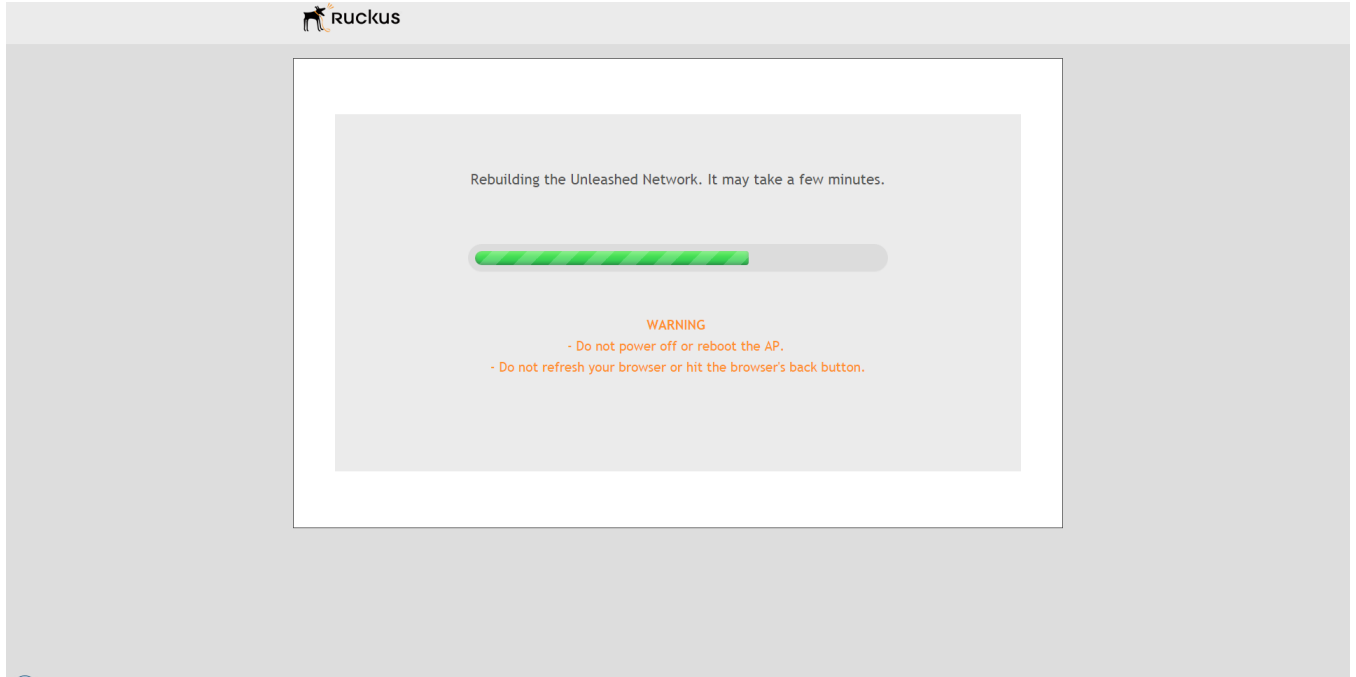 Ruckus
Rebuilding the Unleashed Network. It may take a few minutes.
WARNING
- Do not power off or reboot the AP.
- Do not refresh your browser or hit the browser's back button.